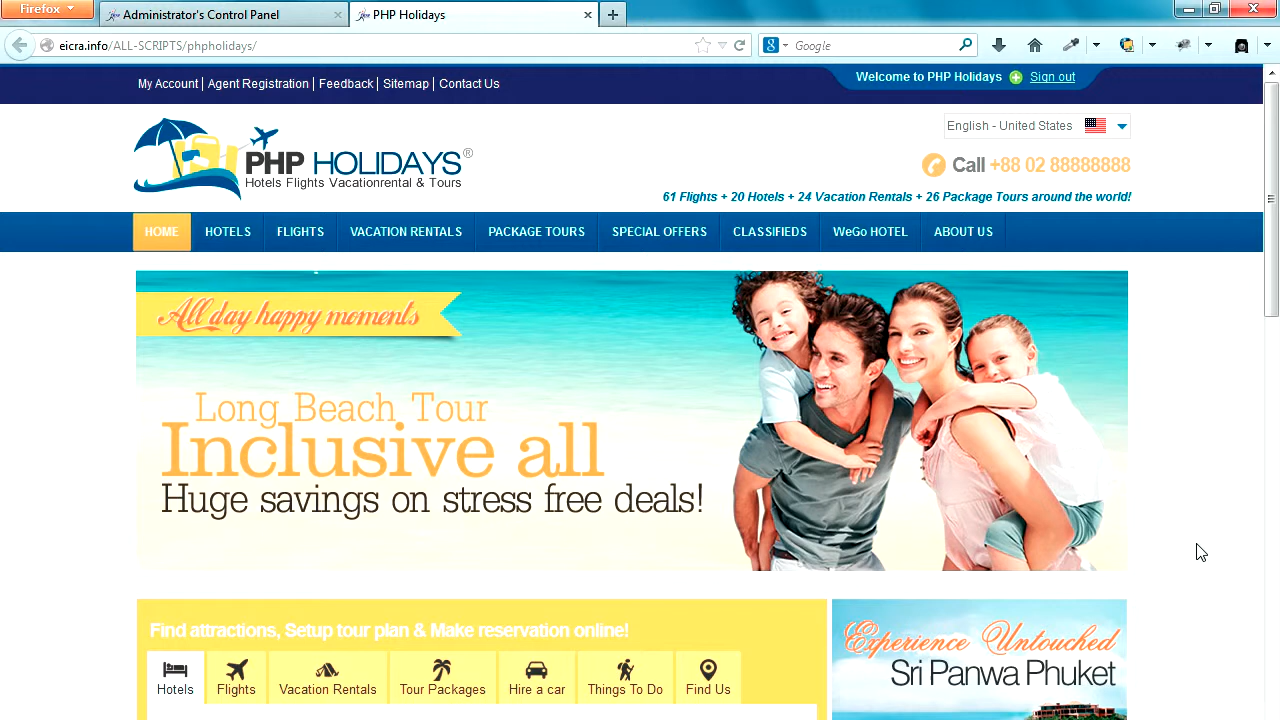 Firefox
Administrator's Control Panel
PHP Holidays
eicra.info/ALL-SCRIPTS/phpholidays/
Google
My Account | Agent Registration | Feedback | Sitemap | Contact Us
Welcome to PHP Holidays Sign out
English - United States
PHP HOLIDAYS®
Hotels Flights Vacationrental & Tours
Call +88 02 88888888
61 Flights + 20 Hotels + 24 Vacation Rentals + 26 Package Tours around the world!
HOME HOTELS FLIGHTS VACATION RENTALS PACKAGE TOURS SPECIAL OFFERS CLASSIFIEDS WeGo HOTEL ABOUT US
All day happy moments
Long Beach Tour
Inclusive all
Huge savings on stress free deals!
Find attractions, Setup tour plan & Make reservation online!
Hotels Flights Vacation Rentals Tour Packages Hire a car Things To Do Find Us
Experience Untouched
Sri Panwa Phuket